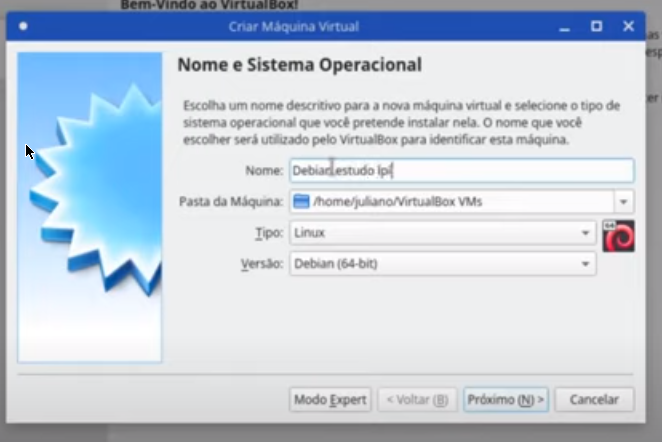 Bem-Vindo ao VirtualBox!
Criar Máquina Virtual
Nome e Sistema Operacional
Escolha um nome descritivo para a nova máquina virtual e selecione o tipo de
sistema operacional que você pretende instalar nela. O nome que você
escolher será utilizado pelo VirtualBox para identificar esta máquina.
Nome: Debian estudo lpi
Pasta da Máquina: /home/juliano/VirtualBox VMs
Tipo: Linux
64
Versão: Debian (64-bit)
Modo Expert < Voltar (B) Próximo (N) > Cancelar